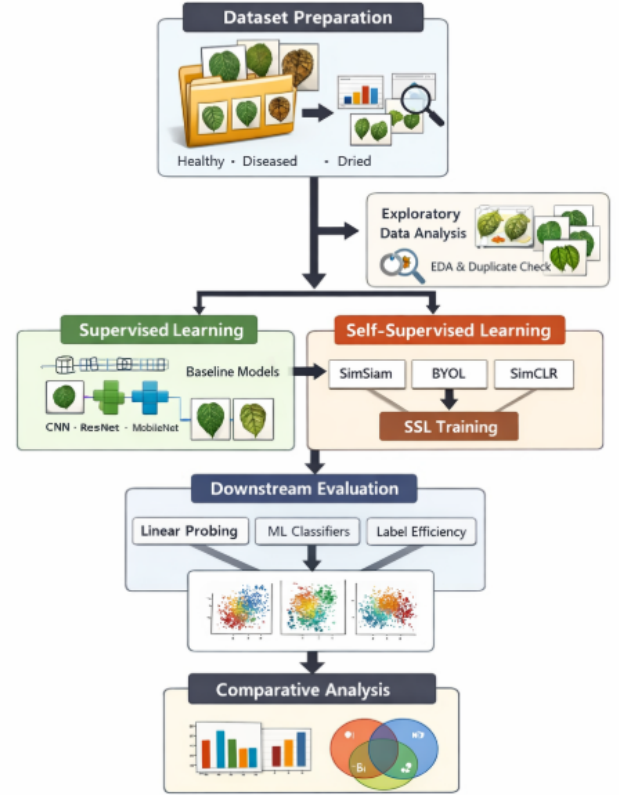 Dataset Preparation
Healthy · Diseased · Dried
Exploratory
Data Analysis
EDA & Duplicate Check
Supervised Learning
Baseline Models
CNN · ResNet · MobileNet
Self-Supervised Learning
SimSiam BYOL SimCLR
SSL Training
Downstream Evaluation
Linear Probing ML Classifiers Label Efficiency
Comparative Analysis